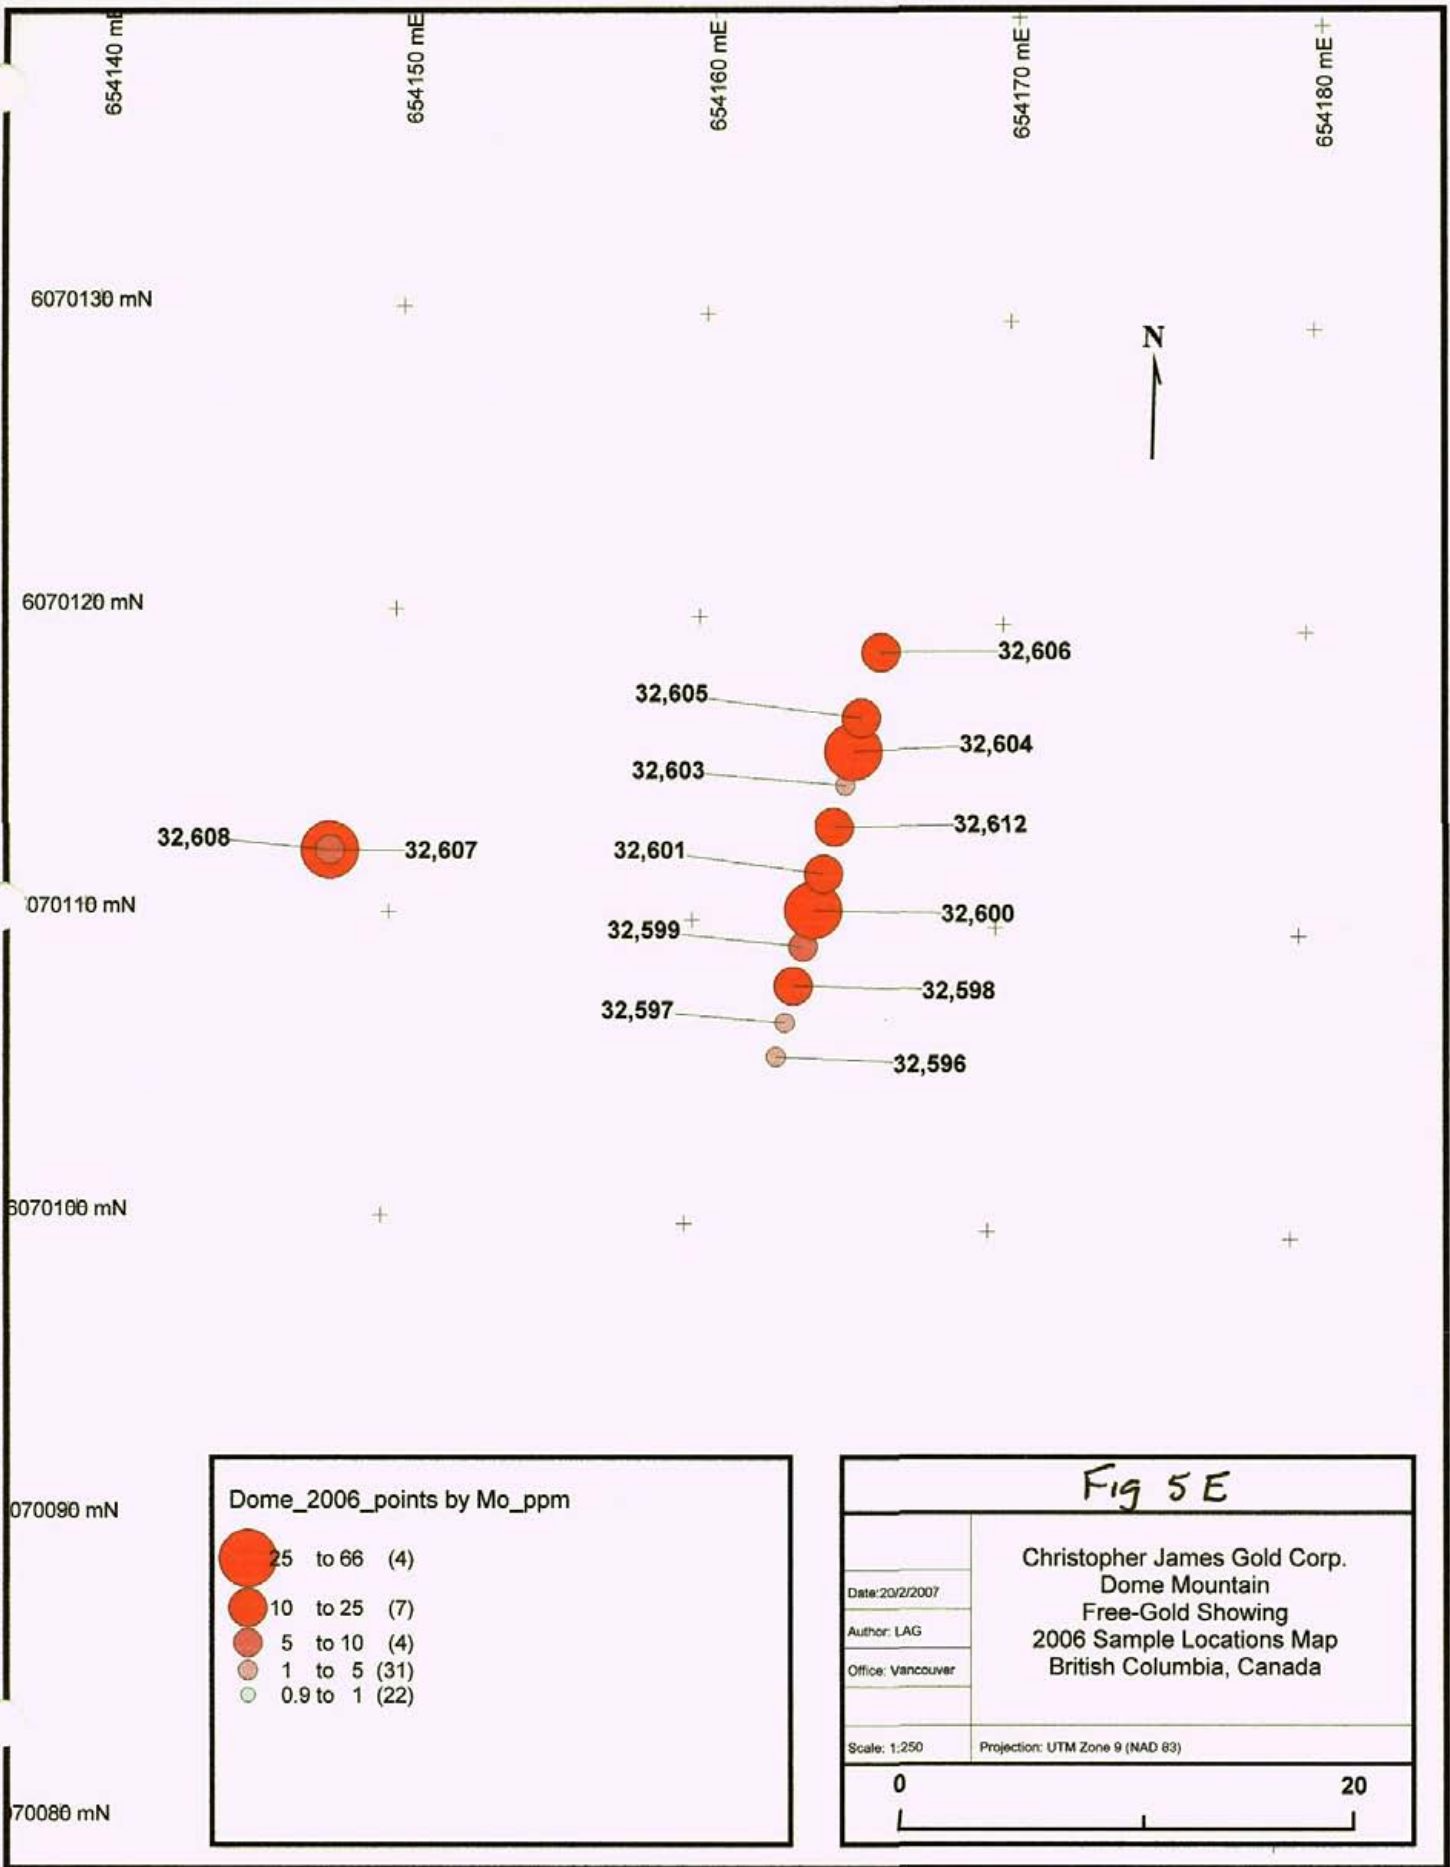 654140 mE
654150 mE
654160 mE
654170 mE
654180 mE
6070130 mN
N
6070120 mN
32,606
32,605
32,604
32,603
32,612
32,608
32,607
32,601
070110 mN
32,600
32,599
32,598
32,597
32,596
6070100 mN
070090 mN
70080 mN
Dome_2006_points by Mo_ppm
25 to 66 (4)
10 to 25 (7)
5 to 10 (4)
1 to 5 (31)
0.9 to 1 (22)
Fig 5 E
Christopher James Gold Corp.
Dome Mountain
Free-Gold Showing
2006 Sample Locations Map
British Columbia, Canada
Date:20/2/2007
Author: LAG
Office: Vancouver
Scale: 1:250
Projection: UTM Zone 9 (NAD 83)
0 20